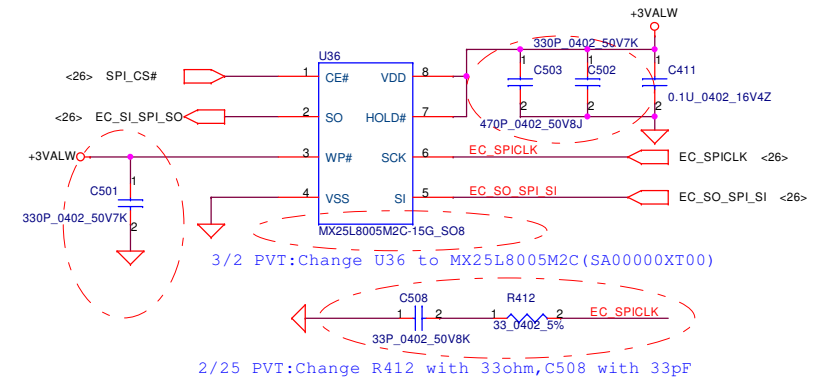 +3VALW
U36
330P_0402_50V7K
<26> SPI_CS# 1 CE# VDD 8
1 C503 1 C502 1 C411
2 2 2 0.1U_0402_16V4Z
<26> EC_SI_SPI_SO 2 SO HOLD# 7
470P_0402_50V8J
+3VALW 3 WP# SCK 6 EC_SPICLK EC_SPICLK <26>
C501 1
4 VSS SI 5 EC_SO_SPI_SI EC_SO_SPI_SI <26>
330P_0402_50V7K 2
MX25L8005M2C-15G_SO8
3/2 PVT:Change U36 to MX25L8005M2C(SA00000XT00)
C508 R412
1 2 1 2 EC_SPICLK
33P_0402_50V8K 33_0402_5%
2/25 PVT:Change R412 with 33ohm,C508 with 33pF